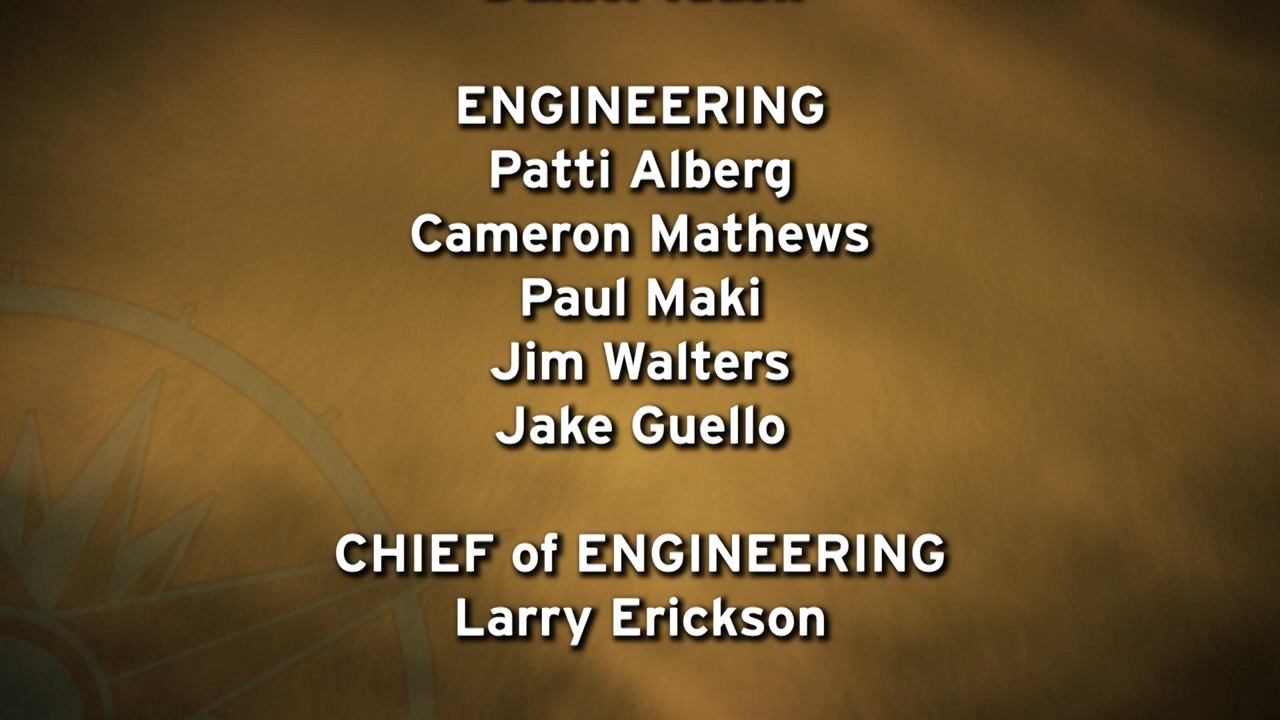 ENGINEERING
Patti Alberg
Cameron Mathews
Paul Maki
Jim Walters
Jake Guello
CHIEF of ENGINEERING
Larry Erickson